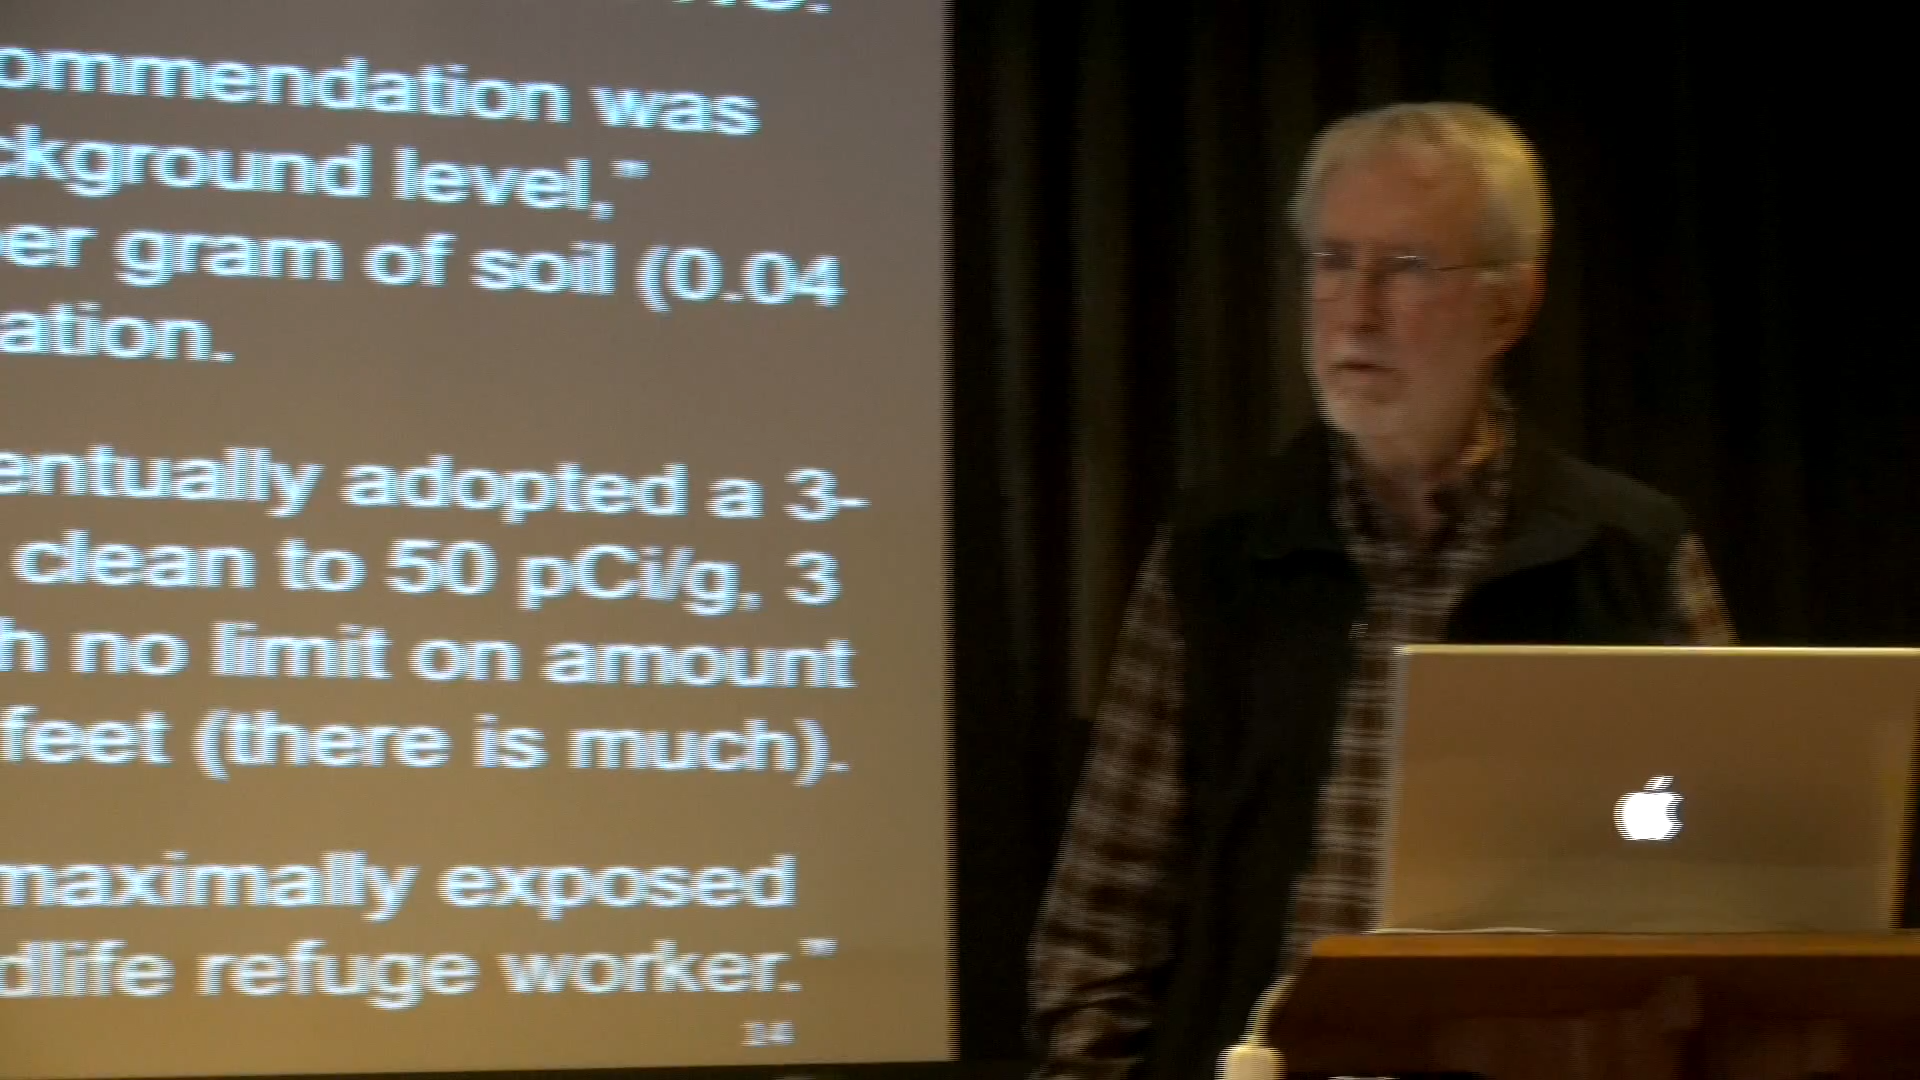 ommendation was
ckground level,"
er gram of soil (0.04
ation.
entually adopted a 3-
clean to 50 pCi/g, 3
h no limit on amount
feet (there is much).
maximally exposed
dlife refuge worker."
14